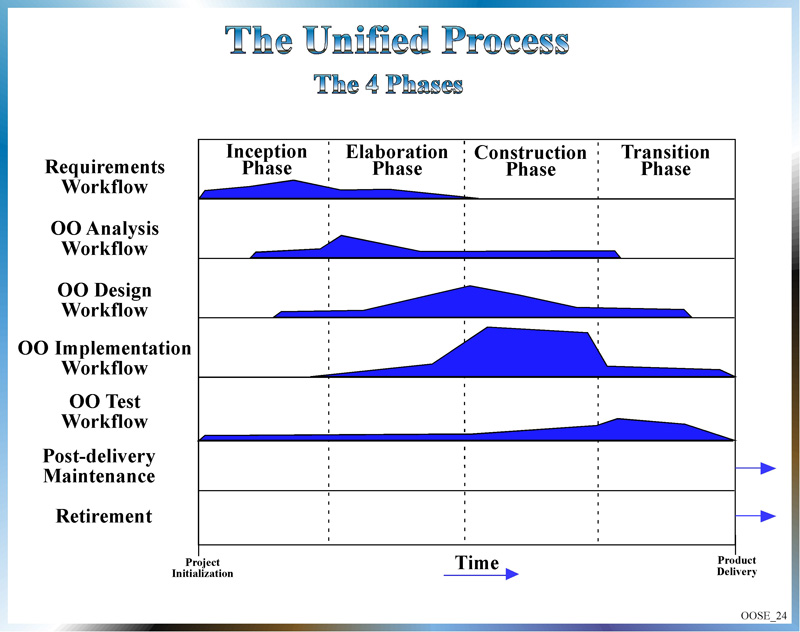 The Unified Process
The 4 Phases
Inception
Phase
Elaboration
Phase
Construction
Phase
Transition
Phase
Requirements
Workflow
OO Analysis
Workflow
OO Design
Workflow
OO Implementation
Workflow
OO Test
Workflow
Post-delivery
Maintenance
Retirement
Project
Initialization
Time
Product
Delivery
OOSE_24